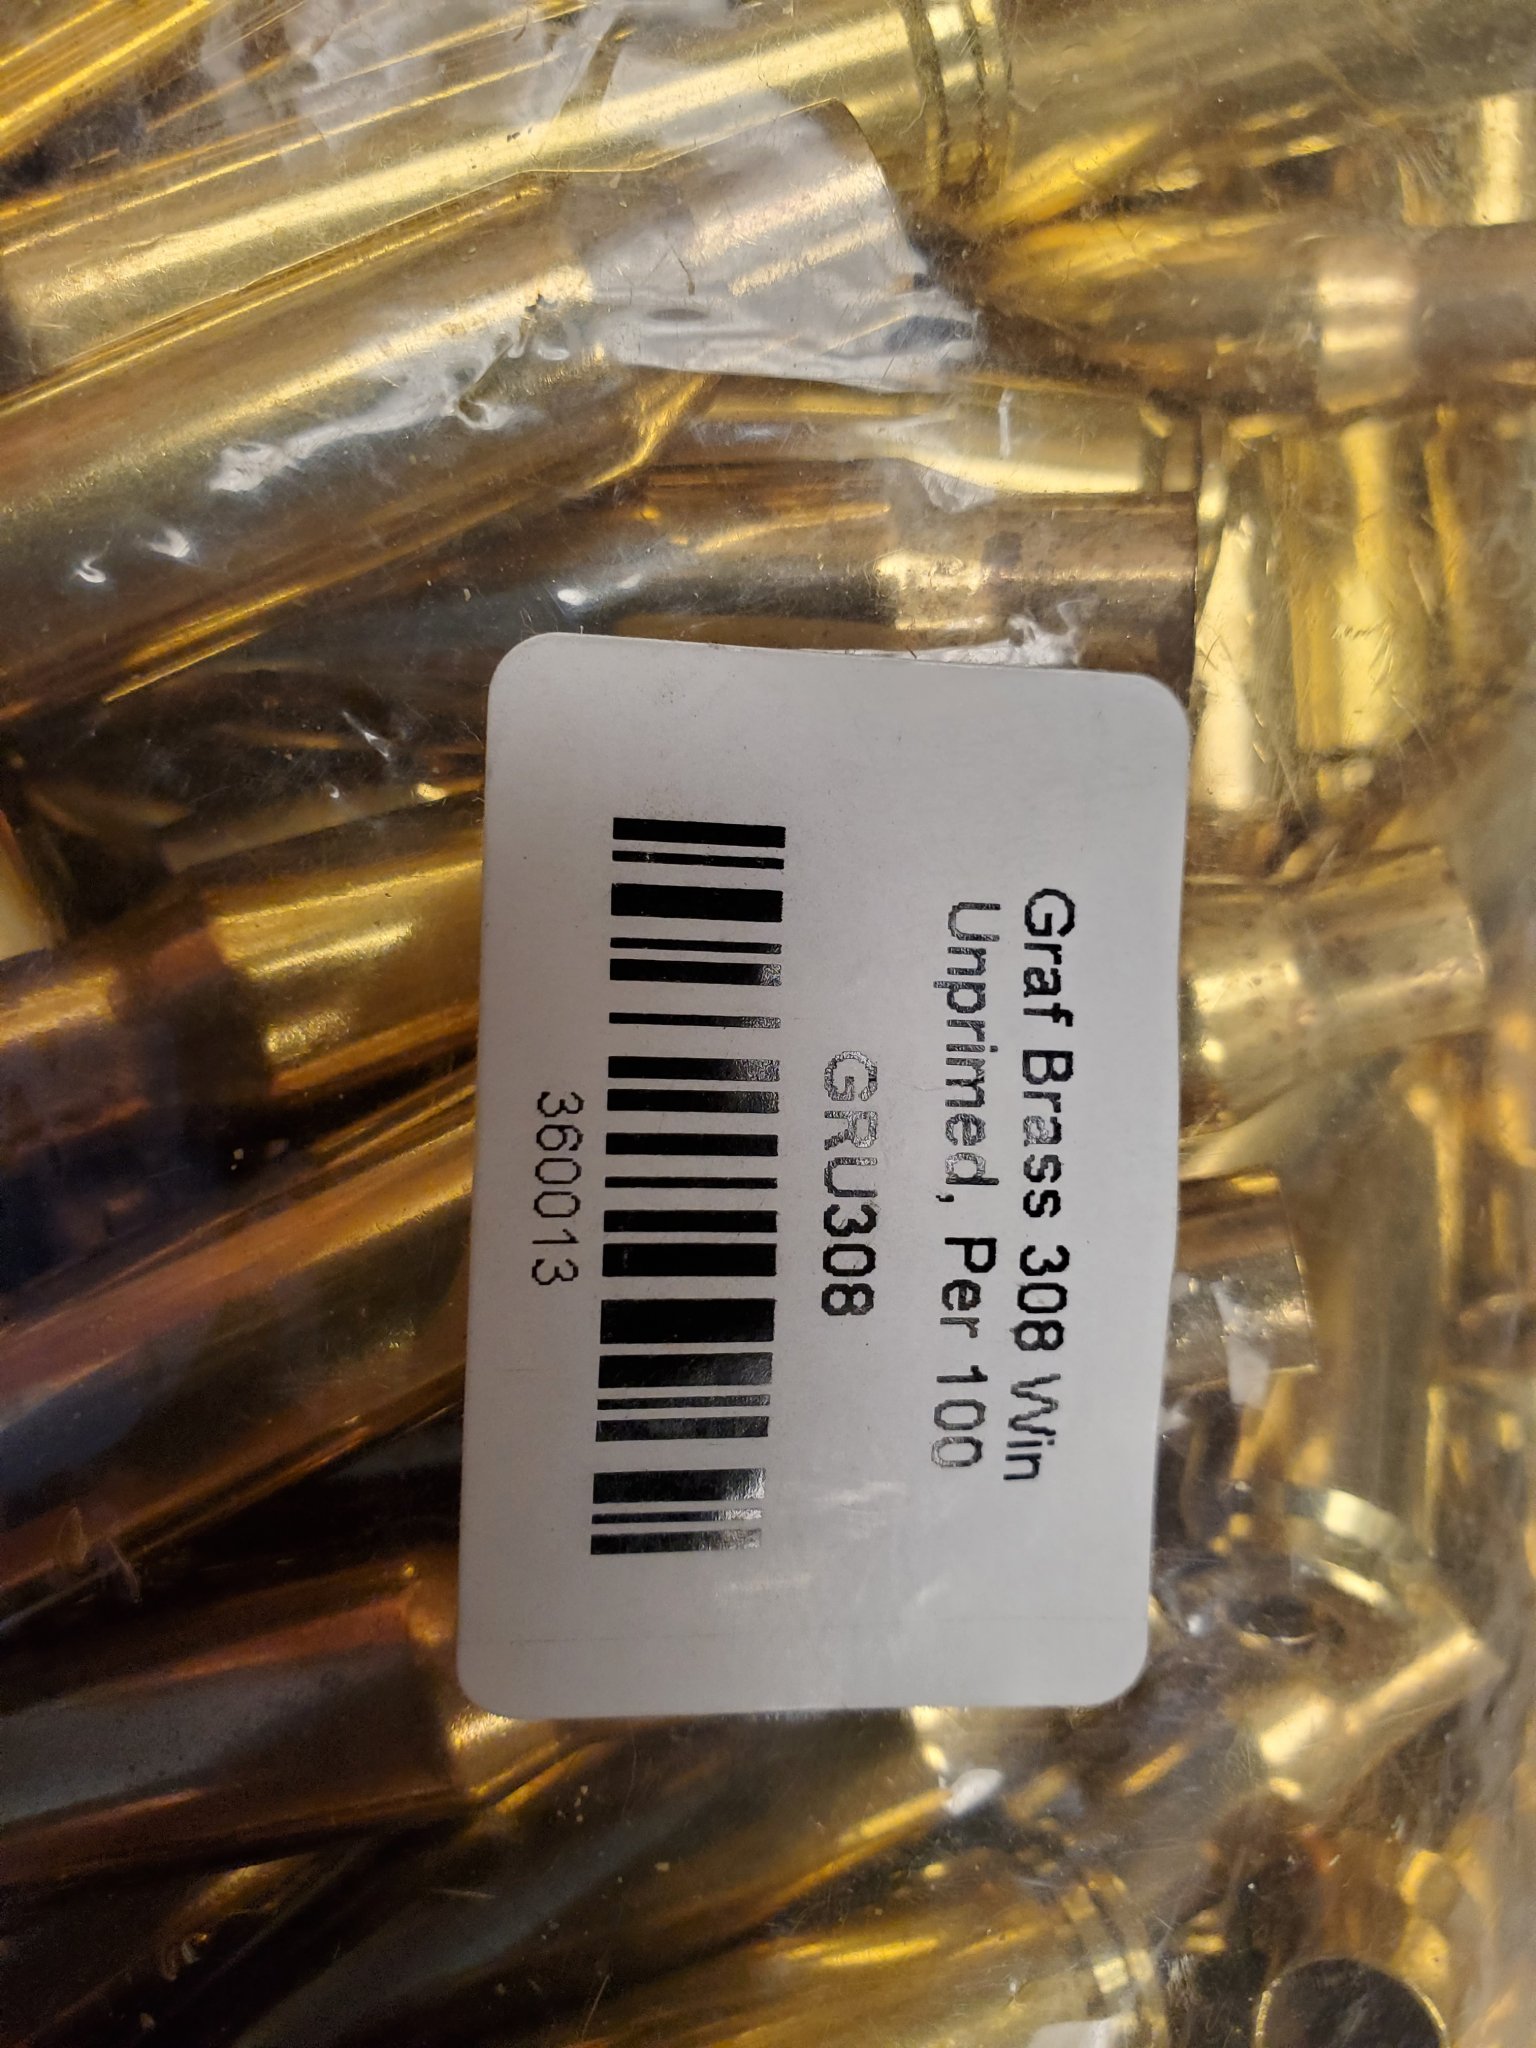 Graf Brass 308 Win
Unprimed, Per 100
GRU308
360013